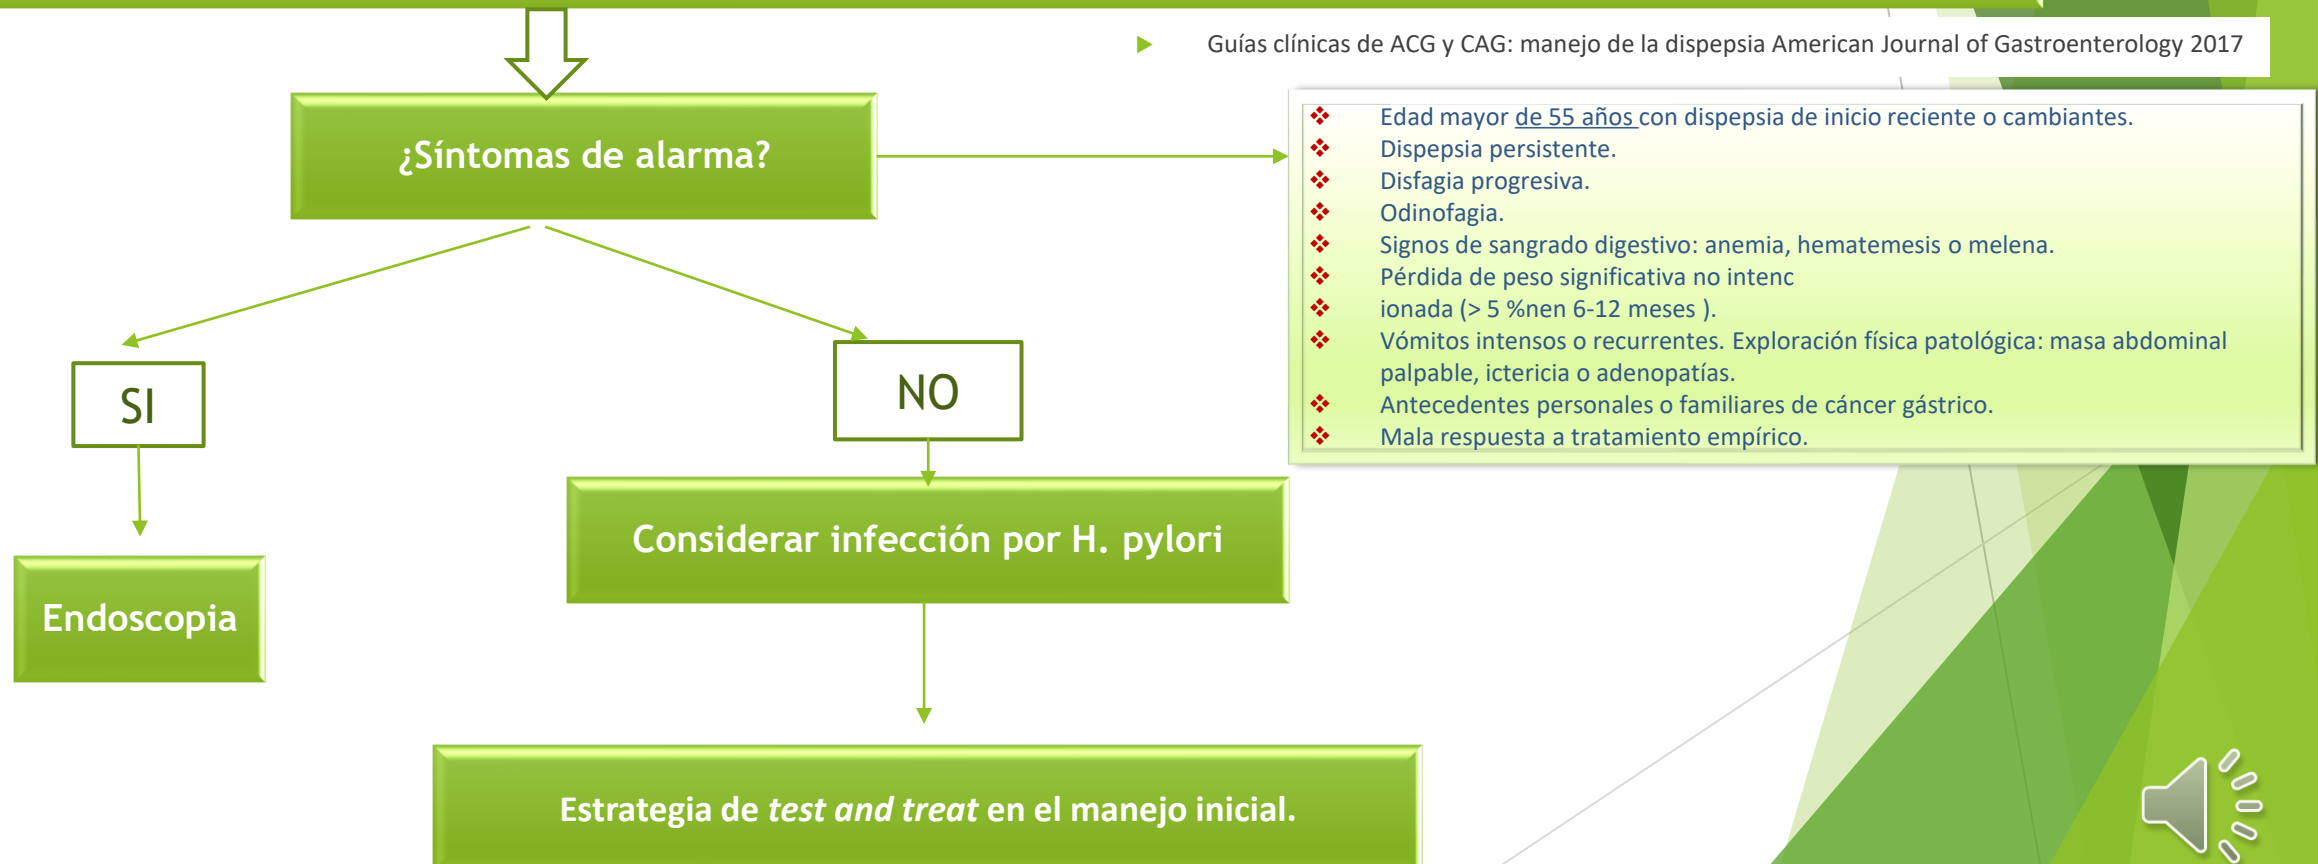 Guías clínicas de ACG y CAG: manejo de la dispepsia American Journal of Gastroenterology 2017
¿Síntomas de alarma?
Edad mayor de 55 años con dispepsia de inicio reciente o cambiantes.
Dispepsia persistente.
Disfagia progresiva.
Odinofagia.
Signos de sangrado digestivo: anemia, hematemesis o melena.
Pérdida de peso significativa no intenc
ionada (> 5 %nen 6-12 meses ).
Vómitos intensos o recurrentes. Exploración física patológica: masa abdominal
palpable, ictericia o adenopatías.
Antecedentes personales o familiares de cáncer gástrico.
Mala respuesta a tratamiento empírico.
SI
NO
Considerar infección por H. pylori
Endoscopia
Estrategia de test and treat en el manejo inicial.